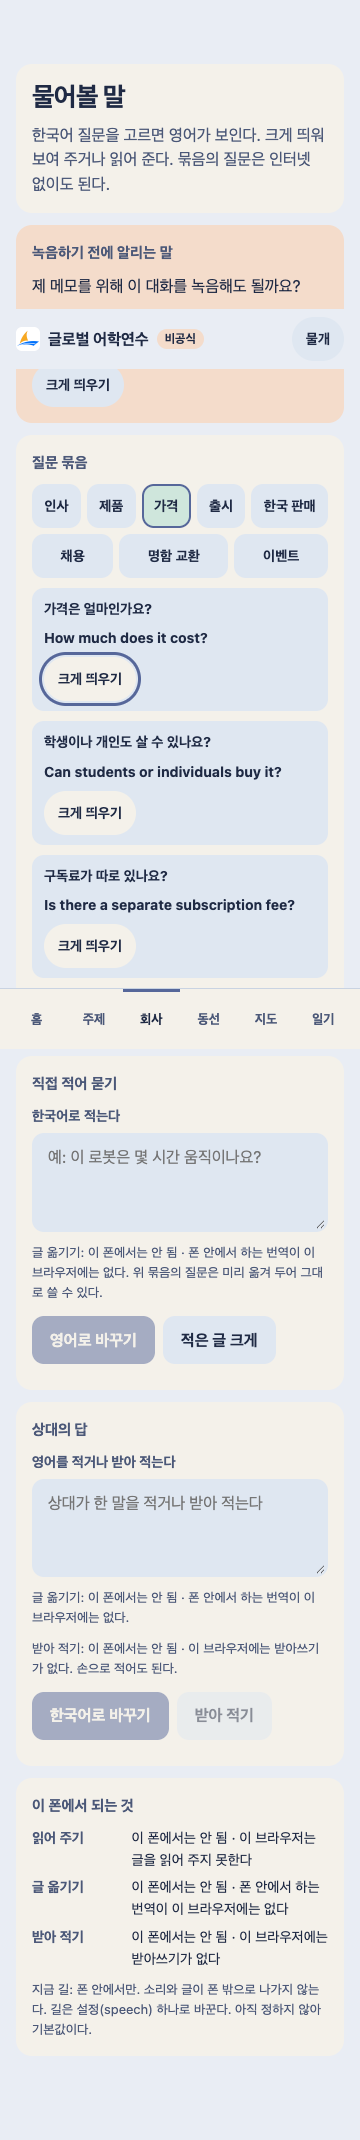 물어볼 말
한국어 질문을 고르면 영어가 보인다. 크게 띄워
보여 주거나 읽어 준다. 묶음의 질문은 인터넷
없이도 된다.
녹음하기 전에 알리는 말
제 메모를 위해 이 대화를 녹음해도 될까요?
글로벌 어학연수 비공식 물개
크게 띄우기
질문 묶음
인사 제품 가격 출시 한국 판매
채용 명함 교환 이벤트
가격은 얼마인가요?
How much does it cost?
크게 띄우기
학생이나 개인도 살 수 있나요?
Can students or individuals buy it?
크게 띄우기
구독료가 따로 있나요?
Is there a separate subscription fee?
크게 띄우기
홈 주제 회사 동선 지도 일기
직접 적어 묻기
한국어로 적는다
예: 이 로봇은 몇 시간 움직이나요?
글 옮기기: 이 폰에서는 안 됨 · 폰 안에서 하는 번역이 이
브라우저에는 없다. 위 묶음의 질문은 미리 옮겨 두어 그대
로 쓸 수 있다.
영어로 바꾸기 적은 글 크게
상대의 답
영어를 적거나 받아 적는다
상대가 한 말을 적거나 받아 적는다
글 옮기기: 이 폰에서는 안 됨 · 폰 안에서 하는 번역이 이
브라우저에는 없다.
받아 적기: 이 폰에서는 안 됨 · 이 브라우저에는 받아쓰기
가 없다. 손으로 적어도 된다.
한국어로 바꾸기 받아 적기
이 폰에서 되는 것
읽어 주기 이 폰에서는 안 됨 · 이 브라우저는
글을 읽어 주지 못한다
글 옮기기 이 폰에서는 안 됨 · 폰 안에서 하는
번역이 이 브라우저에는 없다
받아 적기 이 폰에서는 안 됨 · 이 브라우저에는
받아쓰기가 없다
지금 길: 폰 안에서만. 소리와 글이 폰 밖으로 나가지 않는
다. 길은 설정(speech) 하나로 바꾼다. 아직 정하지 않아
기본값이다.